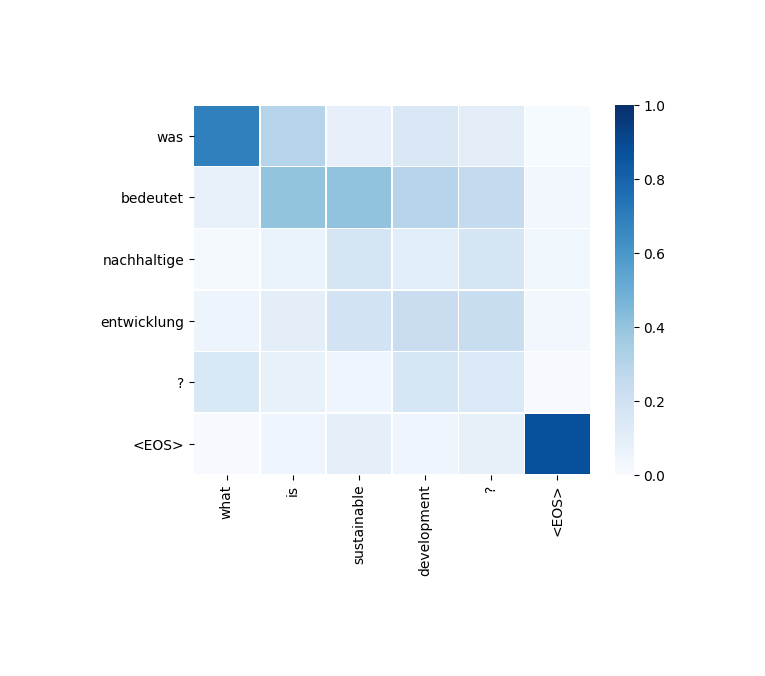 was
bedeutet
nachhaltige
entwicklung
?
<EOS>
what
is
sustainable
development
?
<EOS>
1.0
0.8
0.6
0.4
0.2
0.0